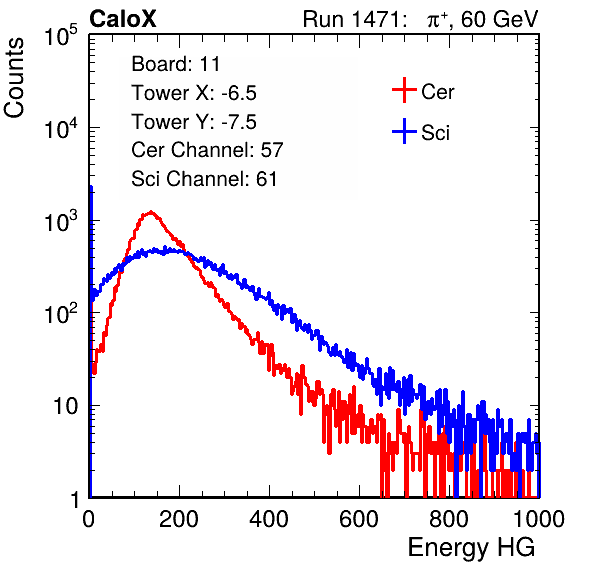 CaloX Run 1471: π⁺, 60 GeV
Counts
Board: 11
Tower X: -6.5
Tower Y: -7.5
Cer Channel: 57
Sci Channel: 61
Cer
Sci
10⁵
10⁴
10³
10²
10
1
0 200 400 600 800 1000
Energy HG